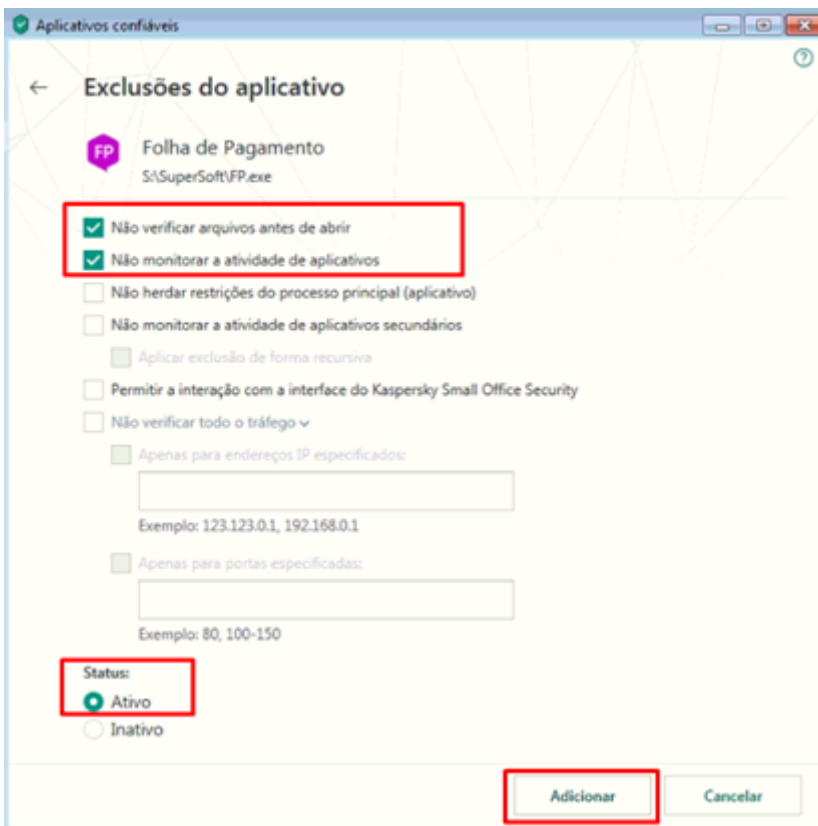 Aplicativos confiáveis
Exclusões do aplicativo
FP
Folha de Pagamento
S:\SuperSoft\FP.exe
Não verificar arquivos antes de abrir
Não monitorar a atividade de aplicativos
Não herdar restrições do processo principal (aplicativo)
Não monitorar a atividade de aplicativos secundários
Aplicar exclusão de forma recursiva
Permitir a interação com a interface do Kaspersky Small Office Security
Não verificar todo o tráfego
Apenas para endereços IP especificados:
Exemplo: 123.123.0.1, 192.168.0.1
Apenas para portas especificadas:
Exemplo: 80, 100-150
Status:
Ativo
Inativo
Adicionar
Cancelar